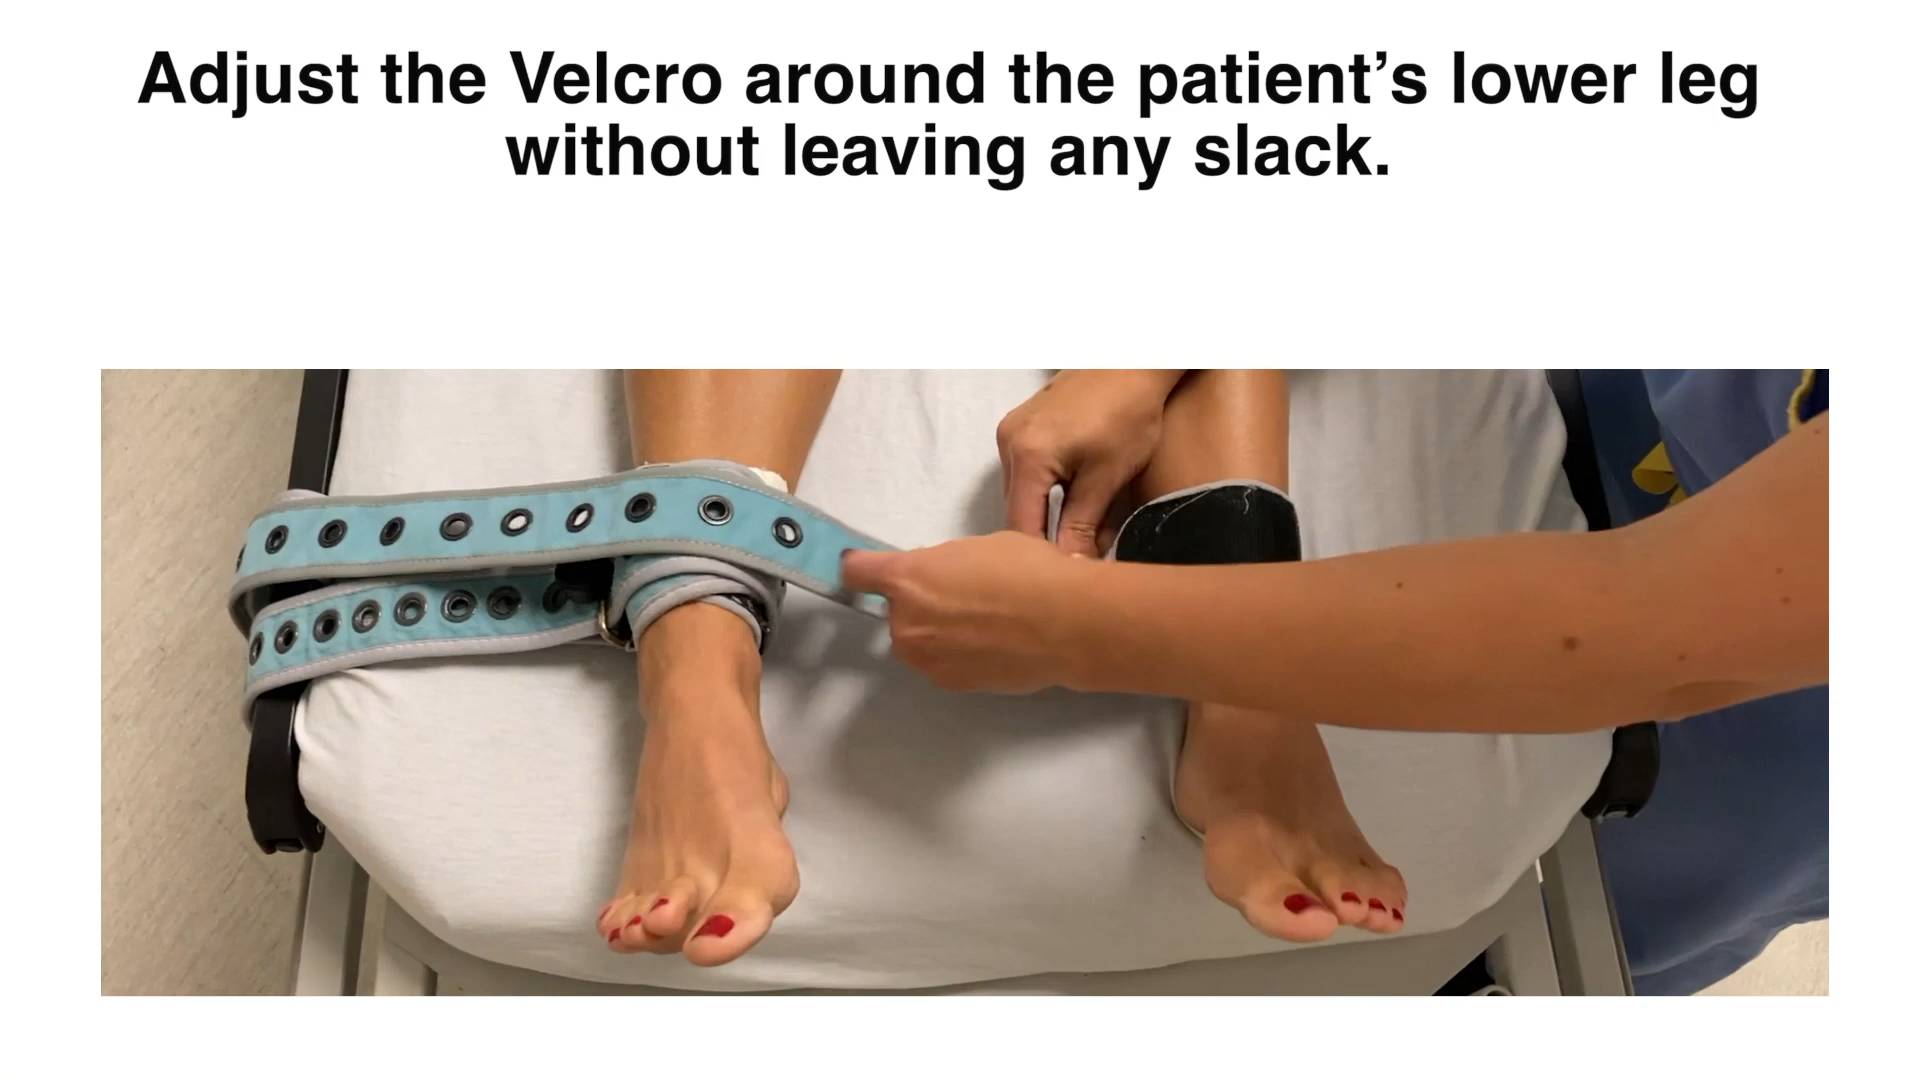 Adjust the Velcro around the patient’s lower leg
without leaving any slack.